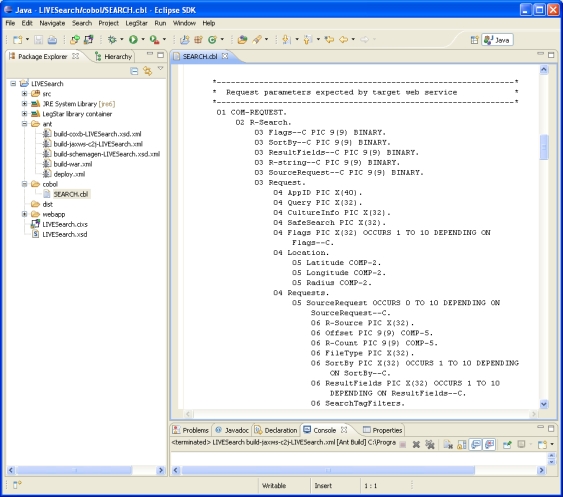 Java - LIVESearch/cobol/SEARCH.cbl - Eclipse SDK
File Edit Navigate Search Project LegStar Run Window Help
Java
Package Explorer
Hierarchy
LIVESearch
src
JRE System Library [jre6]
LegStar library container
ant
build-coxb-LIVESearch.xsd.xml
build-jaxws-c2j-LIVESearch.xml
build-schemagen-LIVESearch.xsd.xml
build-war.xml
deploy.xml
cobol
SEARCH.cbl
dist
webapp
LIVESearch.cixs
LIVESearch.xsd
SEARCH.cbl
*---------------------------------------------------------------*
* Request parameters expected by target web service *
*---------------------------------------------------------------*
01 COM-REQUEST.
02 R-Search.
03 Flags--C PIC 9(9) BINARY.
03 SortBy--C PIC 9(9) BINARY.
03 ResultFields--C PIC 9(9) BINARY.
03 R-string--C PIC 9(9) BINARY.
03 SourceRequest--C PIC 9(9) BINARY.
03 Request.
04 AppID PIC X(40).
04 Query PIC X(32).
04 CultureInfo PIC X(32).
04 SafeSearch PIC X(32).
04 Flags PIC X(32) OCCURS 1 TO 10 DEPENDING ON
Flags--C.
04 Location.
05 Latitude COMP-2.
05 Longitude COMP-2.
05 Radius COMP-2.
04 Requests.
05 SourceRequest OCCURS 0 TO 10 DEPENDING ON
SourceRequest--C.
06 R-Source PIC X(32).
06 Offset PIC 9(9) COMP-5.
06 R-Count PIC 9(9) COMP-5.
06 FileType PIC X(32).
06 SortBy PIC X(32) OCCURS 1 TO 10 DEPENDING
ON SortBy--C.
06 ResultFields PIC X(32) OCCURS 1 TO 10
DEPENDING ON ResultFields--C.
06 SearchTagFilters.
Problems
Javadoc
Declaration
Console
Properties
<terminated> LIVESearch build-jaxws-c2j-LIVESearch.xml [Ant Build] C:\Progra
Writable
Insert
1 : 1